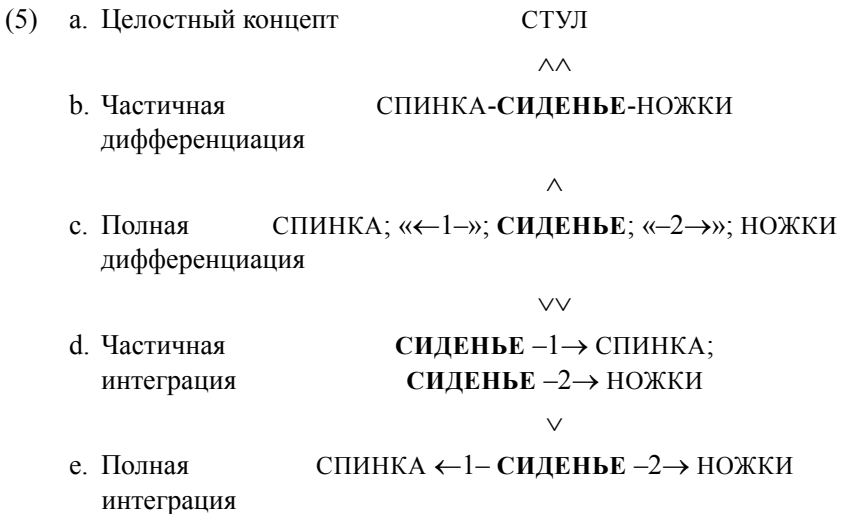 (5) a. Целостный концепт СТУЛ
^^
b. Частичная СПИНКА-СИДЕНЬЕ-НОЖКИ
дифференциация
^
c. Полная СПИНКА; «←1–»; СИДЕНЬЕ; «–2→»; НОЖКИ
дифференциация
∨∨
d. Частичная СИДЕНЬЕ –1→ СПИНКА;
интеграция СИДЕНЬЕ –2→ НОЖКИ
∨
e. Полная СПИНКА ←1– СИДЕНЬЕ –2→ НОЖКИ
интеграция